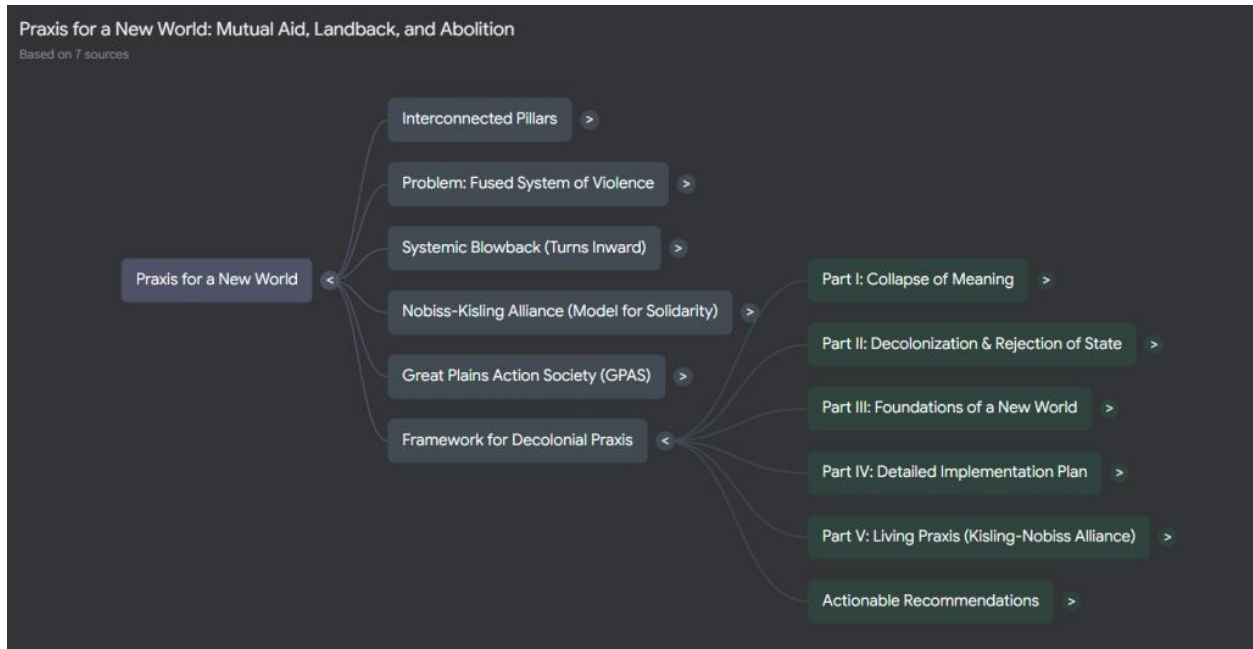 Praxis for a New World: Mutual Aid, Landback, and Abolition
Based on 7 sources
Praxis for a New World
<
Interconnected Pillars
>
Problem: Fused System of Violence
>
Systemic Blowback (Turns Inward)
>
Nobiss-Kisling Alliance (Model for Solidarity)
>
Great Plains Action Society (GPAS)
>
Framework for Decolonial Praxis
<
Part I: Collapse of Meaning
>
Part II: Decolonization & Rejection of State
>
Part III: Foundations of a New World
>
Part IV: Detailed Implementation Plan
>
Part V: Living Praxis (Kisling-Nobiss Alliance)
>
Actionable Recommendations
>